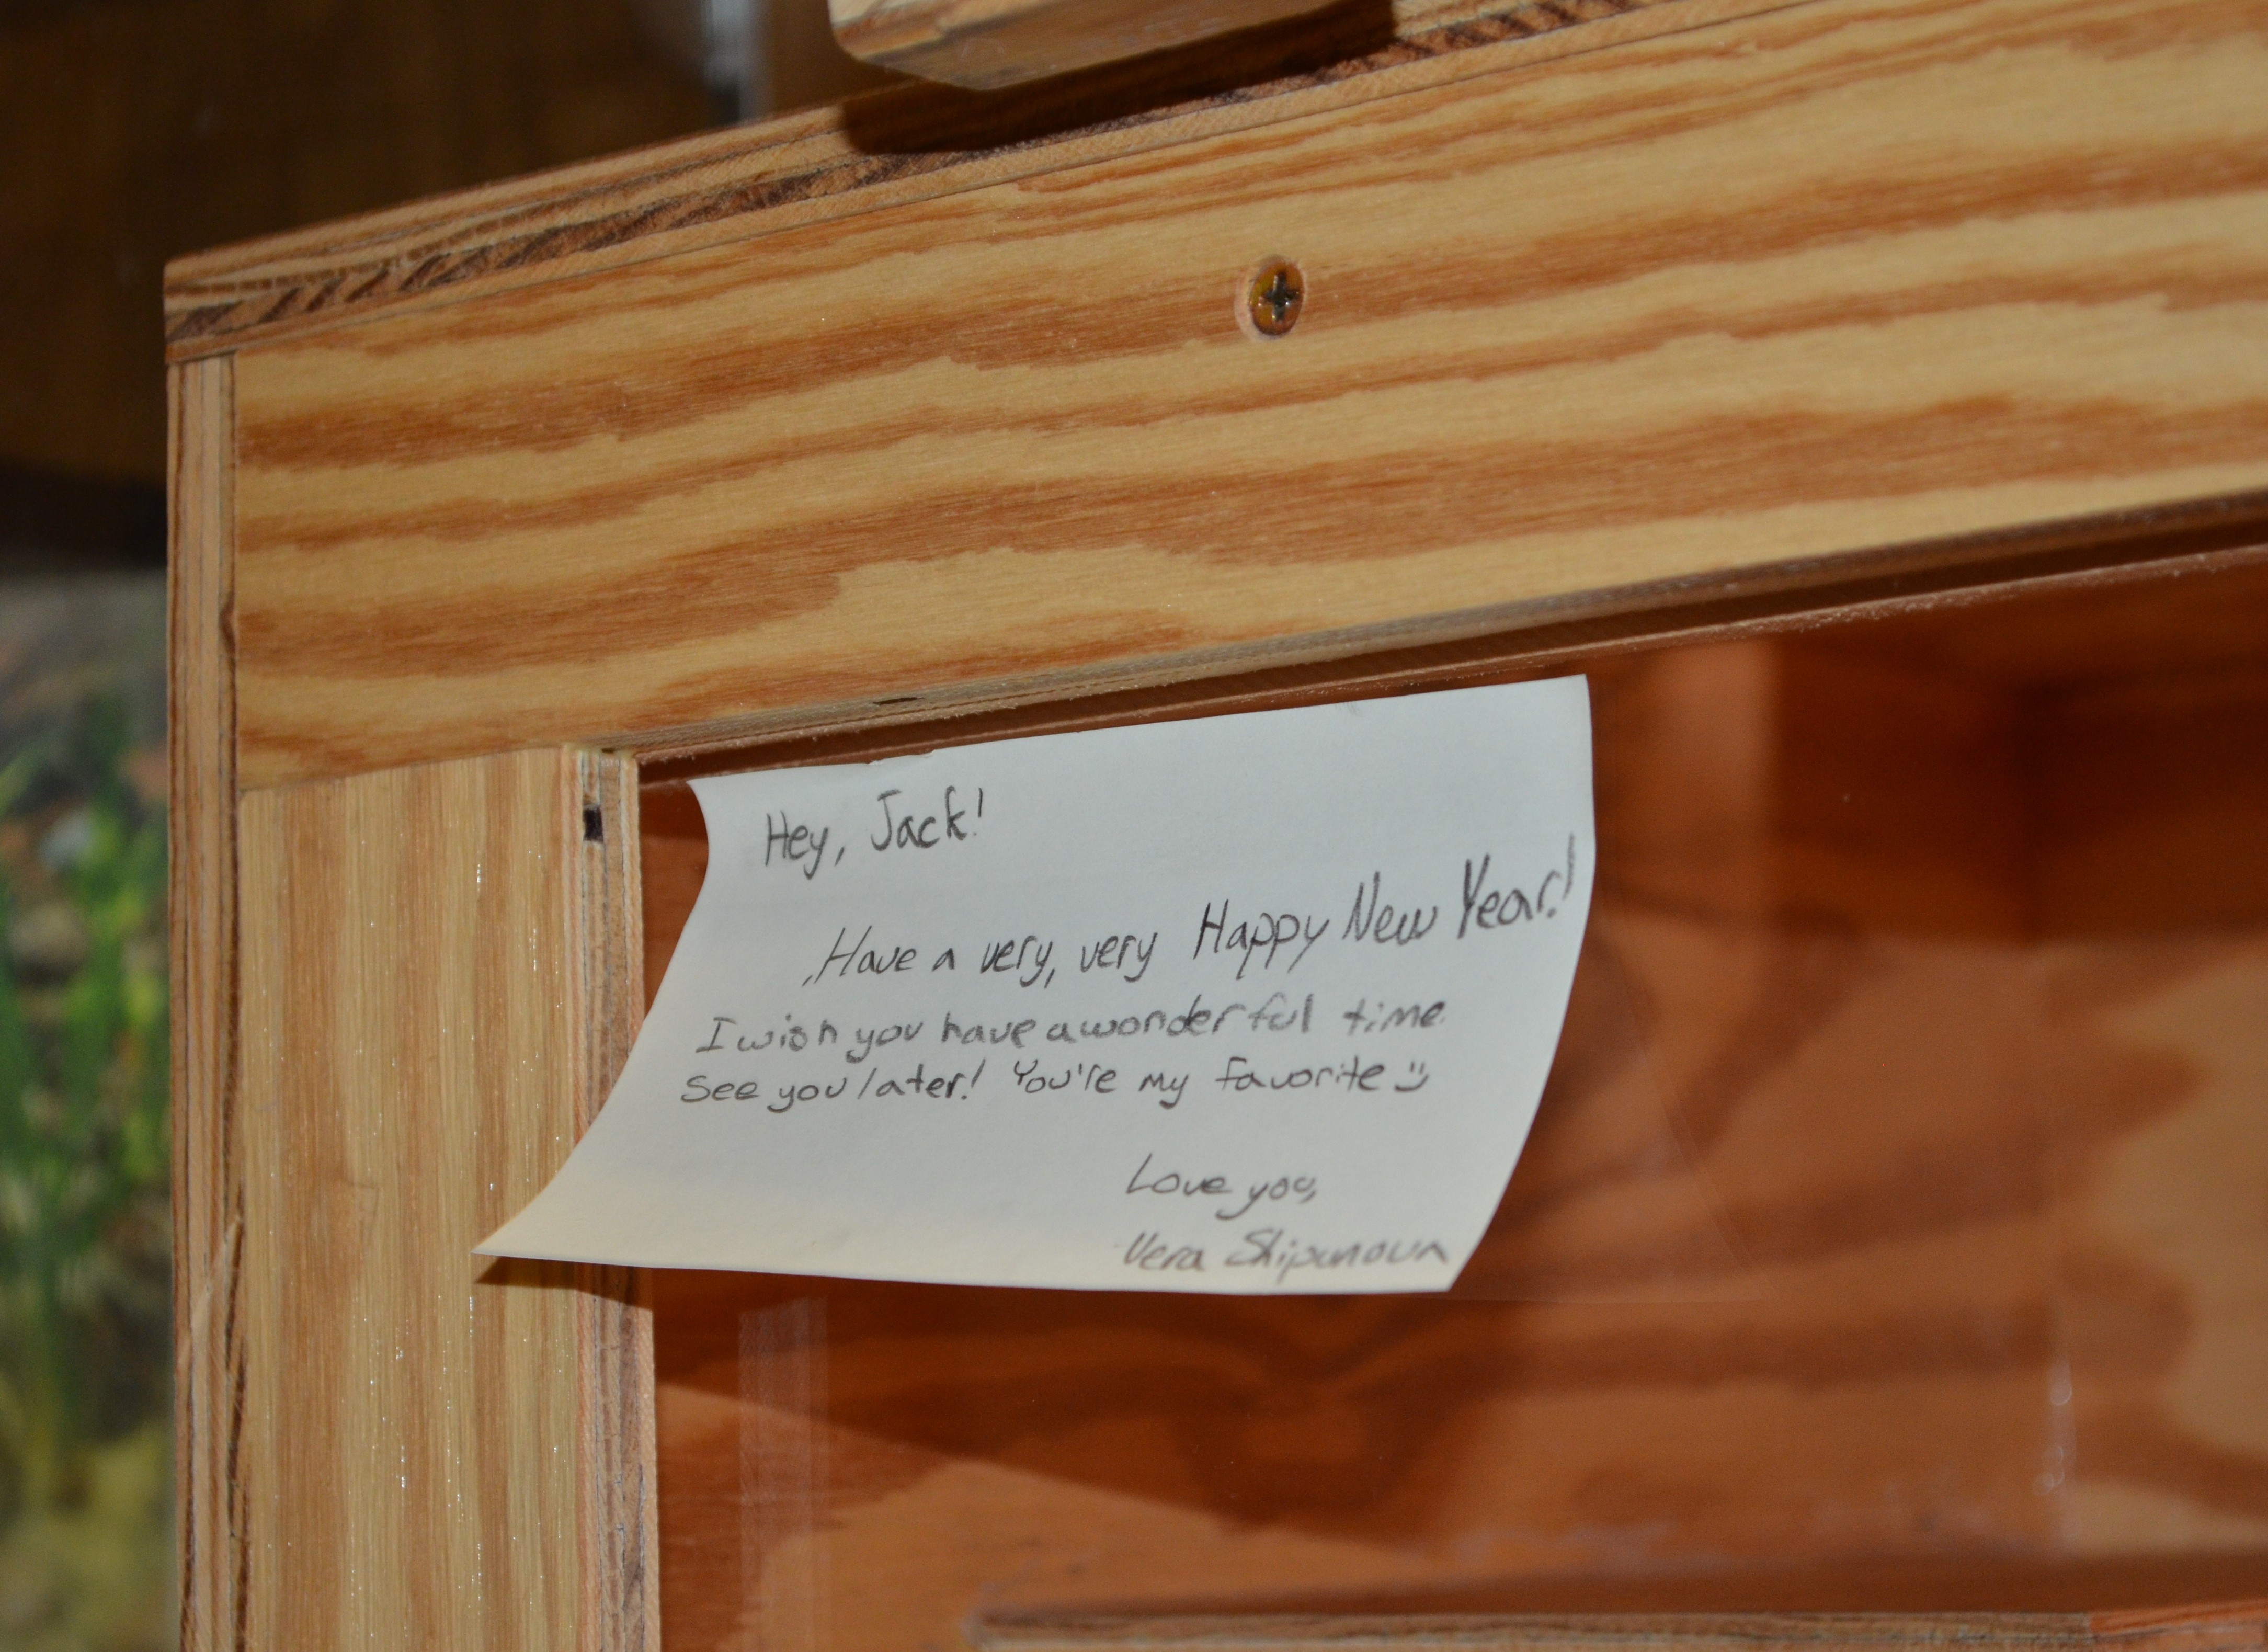 Hey, Jack!
Have a very, very Happy New Year!
I wish you have a wonderful time.
See you later! You're my favorite :)
Love you,
Vera Shipunova